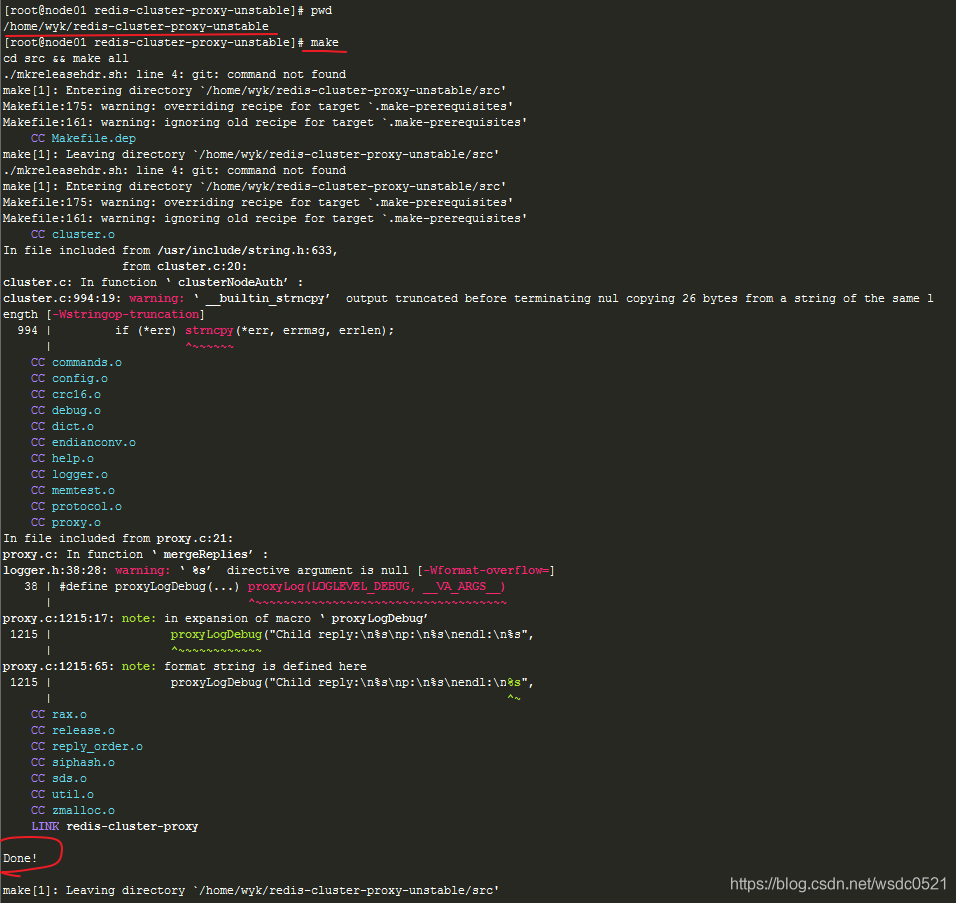 [root@node01 redis-cluster-proxy-unstable]# pwd
/home/wyk/redis-cluster-proxy-unstable
[root@node01 redis-cluster-proxy-unstable]# make
cd src && make all
./mkreleasehdr.sh: line 4: git: command not found
make[1]: Entering directory `/home/wyk/redis-cluster-proxy-unstable/src'
Makefile:175: warning: overriding recipe for target `.make-prerequisites'
Makefile:161: warning: ignoring old recipe for target `.make-prerequisites'
    CC Makefile.dep
make[1]: Leaving directory `/home/wyk/redis-cluster-proxy-unstable/src'
./mkreleasehdr.sh: line 4: git: command not found
make[1]: Entering directory `/home/wyk/redis-cluster-proxy-unstable/src'
Makefile:175: warning: overriding recipe for target `.make-prerequisites'
Makefile:161: warning: ignoring old recipe for target `.make-prerequisites'
    CC cluster.o
In file included from /usr/include/string.h:633,
                 from cluster.c:20:
cluster.c: In function ‘ clusterNodeAuth’ :
cluster.c:994:19: warning: ‘ __builtin_strncpy’  output truncated before terminating nul copying 26 bytes from a string of the same l
ength [-Wstringop-truncation]
  994 |         if (*err) strncpy(*err, errmsg, errlen);
      |                   ^~~~~~~
    CC commands.o
    CC config.o
    CC crc16.o
    CC debug.o
    CC dict.o
    CC endianconv.o
    CC help.o
    CC logger.o
    CC memtest.o
    CC protocol.o
    CC proxy.o
In file included from proxy.c:21:
proxy.c: In function ‘ mergeReplies’ :
logger.h:38:28: warning: ‘ %s’  directive argument is null [-Wformat-overflow=]
   38 | #define proxyLogDebug(...) proxyLog(LOGLEVEL_DEBUG, __VA_ARGS__)
      |                            ^~~~~~~~~~~~~~~~~~~~~~~~~~~~~~~~~~~~~
proxy.c:1215:17: note: in expansion of macro ‘ proxyLogDebug’
 1215 |                 proxyLogDebug("Child reply:\n%s\np:\n%s\nendl:\n%s",
      |                 ^~~~~~~~~~~~~
proxy.c:1215:65: note: format string is defined here
 1215 |                 proxyLogDebug("Child reply:\n%s\np:\n%s\nendl:\n%s",
      |                                                                 ^~
    CC rax.o
    CC release.o
    CC reply_order.o
    CC siphash.o
    CC sds.o
    CC util.o
    CC zmalloc.o
    LINK redis-cluster-proxy
Done!
make[1]: Leaving directory `/home/wyk/redis-cluster-proxy-unstable/src'
https://blog.csdn.net/wsdc0521